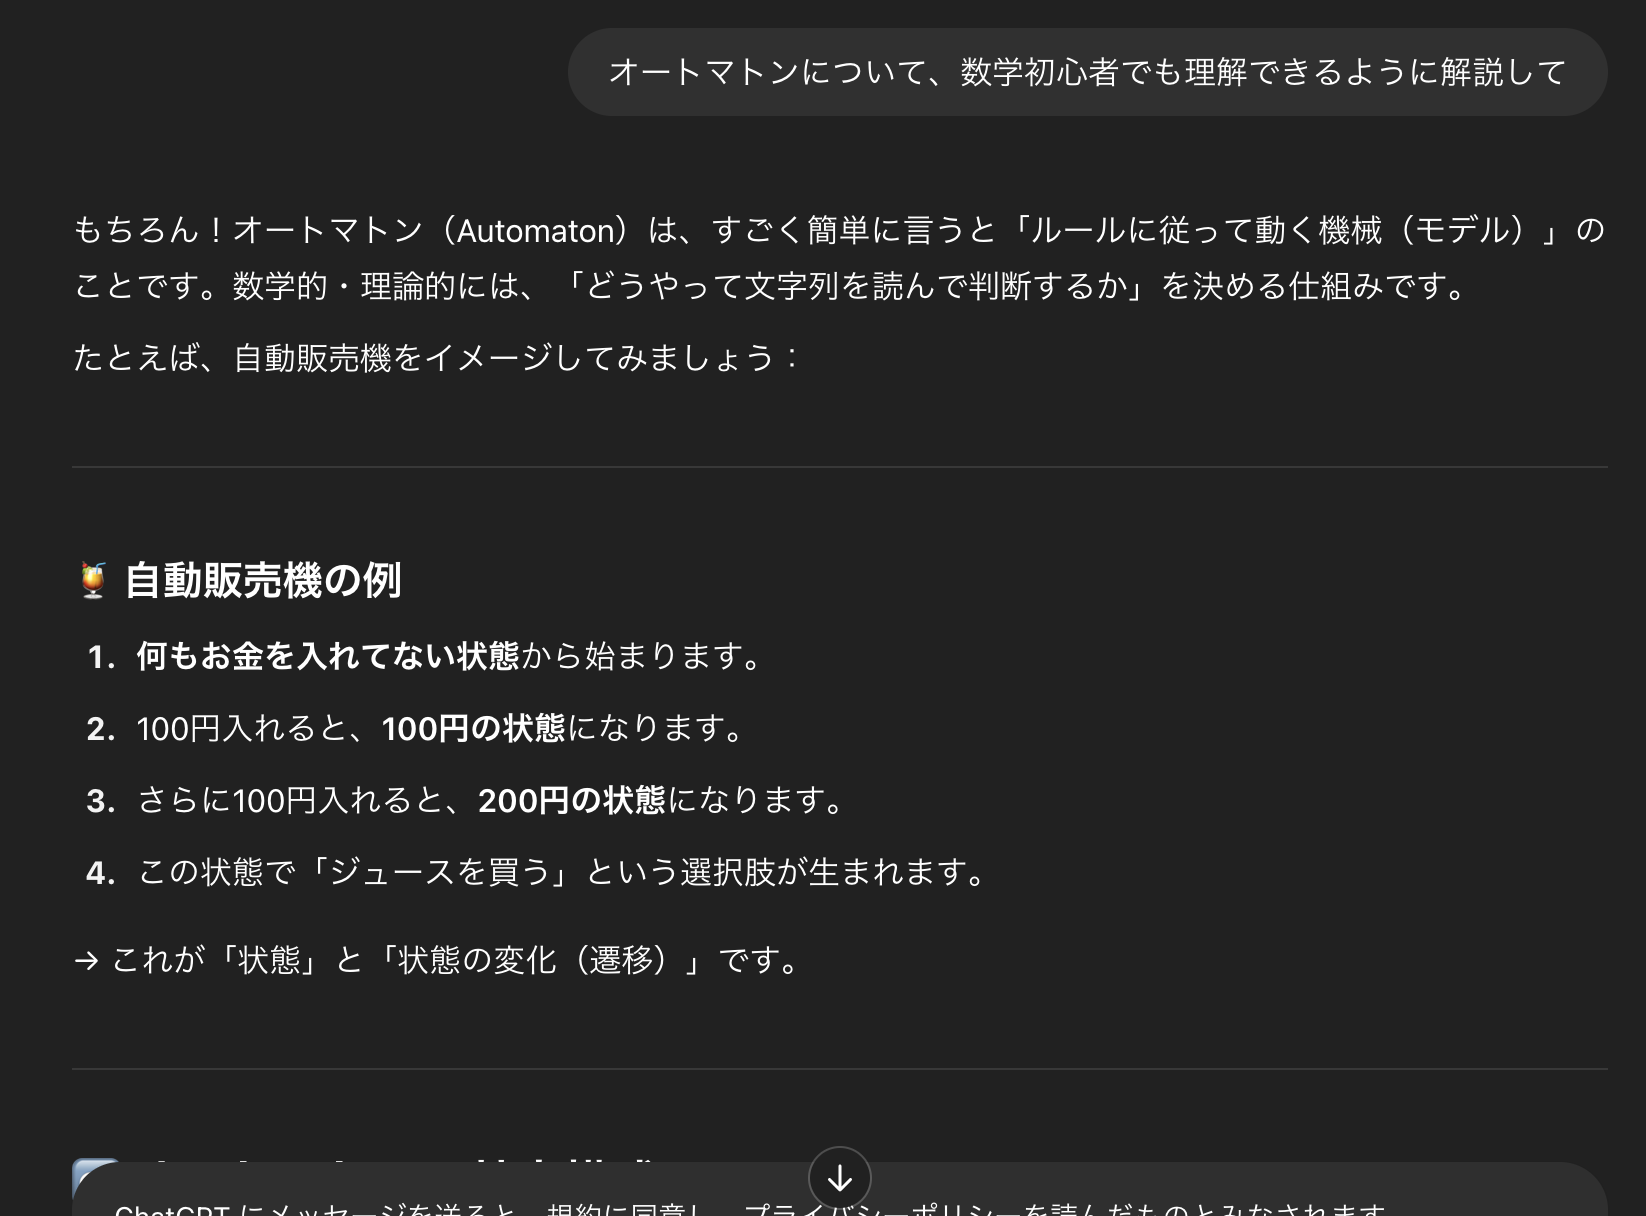 オートマトンについて、数学初心者でも理解できるように解説して
もちろん！オートマトン（Automaton）は、すごく簡単に言うと「ルールに従って動く機械（モデル）」の
ことです。数学的・理論的には、「どうやって文字列を読んで判断するか」を決める仕組みです。
たとえば、自動販売機をイメージしてみましょう：
🍹 自動販売機の例
1. 何もお金を入れてない状態から始まります。
2. 100円入れると、100円の状態になります。
3. さらに100円入れると、200円の状態になります。
4. この状態で「ジュースを買う」という選択肢が生まれます。
→ これが「状態」と「状態の変化（遷移）」です。
ChatGPT にメッセージを送ると、規約に同意し、プライバシーポリシーを読んだものとみなされます